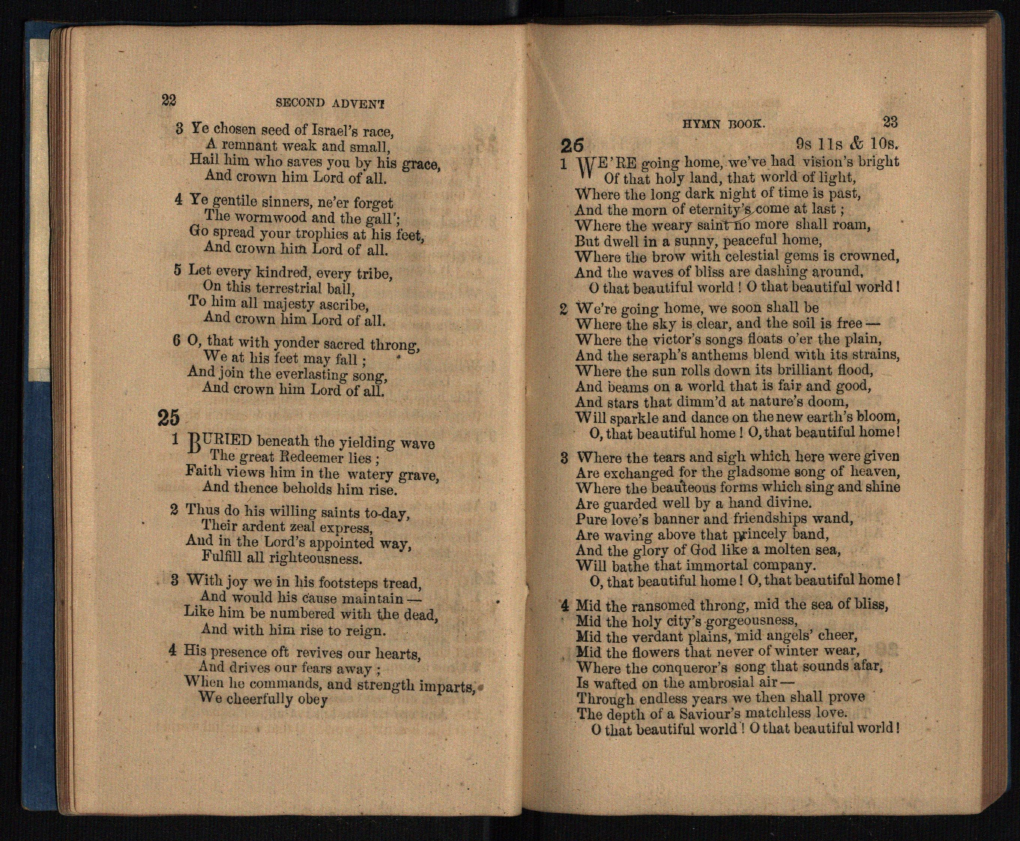 22 SECOND ADVENT
3 Ye chosen seed of Israel's race,
A remnant weak and small,
Hail him who saves you by his grace,
And crown him Lord of all.
4 Ye gentile sinners, ne'er forget
The wormwood and the gall;
Go spread your trophies at his feet,
And crown him Lord of all.
5 Let every kindred, every tribe,
On this terrestrial ball,
To him all majesty ascribe,
And crown him Lord of all.
6 O, that with yonder sacred throng,
We at his feet may fall;
And join the everlasting song,
And crown him Lord of all.
25
1 BURIED beneath the yielding wave
The great Redeemer lies;
Faith views him in the watery grave,
And thence beholds him rise.
2 Thus do his willing saints to-day,
Their ardent zeal express,
And in the Lord's appointed way,
Fulfill all righteousness.
3 With joy we in his footsteps tread,
And would his cause maintain —
Like him be numbered with the dead,
And with him rise to reign.
4 His presence oft revives our hearts,
And drives our fears away;
When he commands, and strength imparts,
We cheerfully obey
HYMN BOOK. 23
26 9s 11s & 10s.
1 WE'RE going home, we've had vision's bright
Of that holy land, that world of light,
Where the long dark night of time is past,
And the morn of eternity's come at last;
Where the weary saint no more shall roam,
But dwell in a sunny, peaceful home,
Where the brow with celestial gems is crowned,
And the waves of bliss are dashing around.
O that beautiful world! O that beautiful world!
2 We're going home, we soon shall be
Where the sky is clear, and the soil is free —
Where the victor's songs floats o'er the plain,
And the seraph's anthems blend with its strains,
Where the sun rolls down its brilliant flood,
And beams on a world that is fair and good,
And stars that dimm'd at nature's doom,
Will sparkle and dance on the new earth's bloom,
O, that beautiful home! O, that beautiful home!
3 Where the tears and sigh which here were given
Are exchanged for the gladsome song of heaven,
Where the beauteous forms which sing and shine
Are guarded well by a hand divine.
Pure love's banner and friendships wand,
Are waving above that princely band,
And the glory of God like a molten sea,
Will bathe that immortal company.
O, that beautiful home! O, that beautiful home!
4 Mid the ransomed throng, mid the sea of bliss,
Mid the holy city's gorgeousness,
Mid the verdant plains, mid angels' cheer,
Mid the flowers that never of winter wear,
Where the conqueror's song that sounds afar,
Is wafted on the ambrosial air —
Through endless years we then shall prove
The depth of a Saviour's matchless love.
O that beautiful world! O that beautiful world!